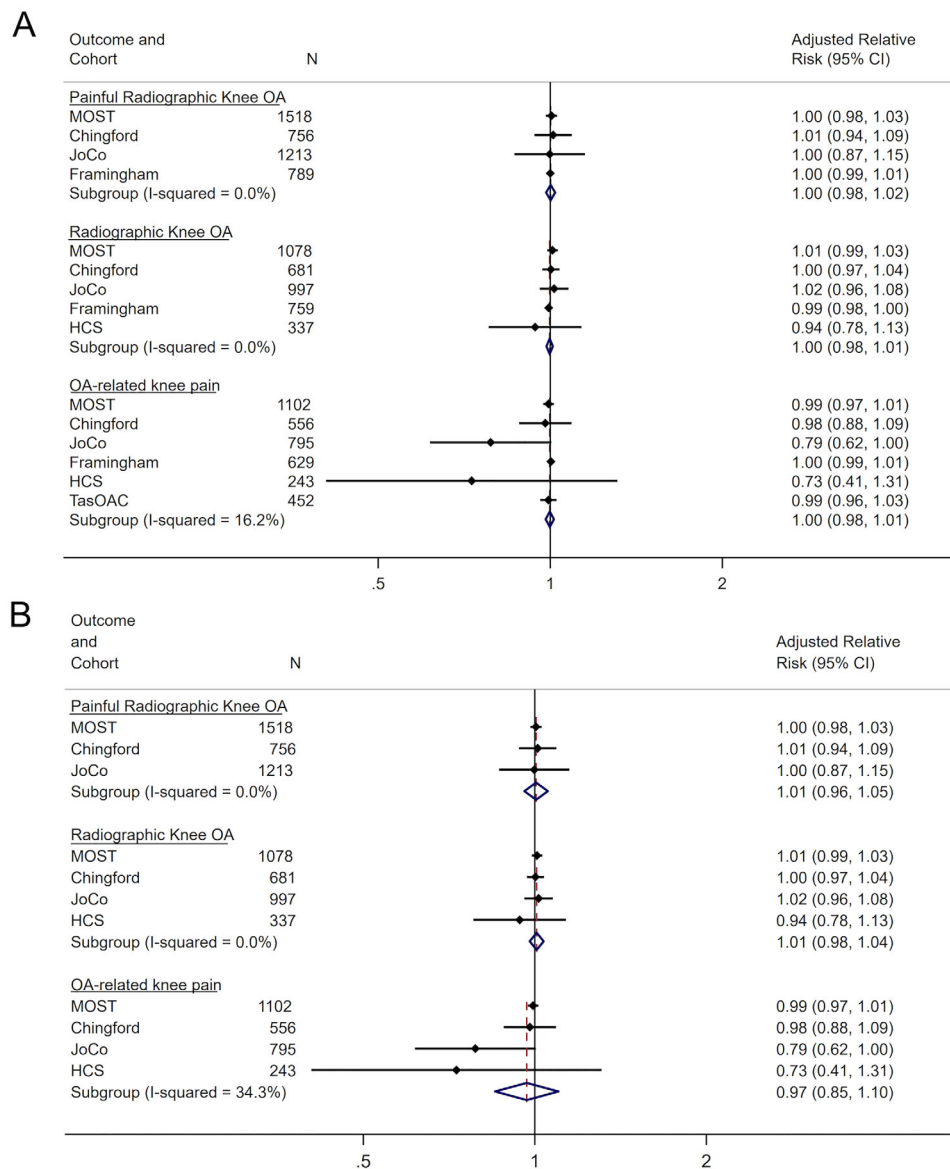 A
Outcome and
Cohort N Adjusted Relative
Risk (95% CI)
Painful Radiographic Knee OA
MOST 1518 1.00 (0.98, 1.03)
Chingford 756 1.01 (0.94, 1.09)
JoCo 1213 1.00 (0.87, 1.15)
Framingham 789 1.00 (0.99, 1.01)
Subgroup (I-squared = 0.0%) 1.00 (0.98, 1.02)
Radiographic Knee OA
MOST 1078 1.01 (0.99, 1.03)
Chingford 681 1.00 (0.97, 1.04)
JoCo 997 1.02 (0.96, 1.08)
Framingham 759 0.99 (0.98, 1.00)
HCS 337 0.94 (0.78, 1.13)
Subgroup (I-squared = 0.0%) 1.00 (0.98, 1.01)
OA-related knee pain
MOST 1102 0.99 (0.97, 1.01)
Chingford 556 0.98 (0.88, 1.09)
JoCo 795 0.79 (0.62, 1.00)
Framingham 629 1.00 (0.99, 1.01)
HCS 243 0.73 (0.41, 1.31)
TasOAC 452 0.99 (0.96, 1.03)
Subgroup (I-squared = 16.2%) 1.00 (0.98, 1.01)
.5 1 2
B
Outcome
and
Cohort N Adjusted Relative
Risk (95% CI)
Painful Radiographic Knee OA
MOST 1518 1.00 (0.98, 1.03)
Chingford 756 1.01 (0.94, 1.09)
JoCo 1213 1.00 (0.87, 1.15)
Subgroup (I-squared = 0.0%) 1.01 (0.96, 1.05)
Radiographic Knee OA
MOST 1078 1.01 (0.99, 1.03)
Chingford 681 1.00 (0.97, 1.04)
JoCo 997 1.02 (0.96, 1.08)
HCS 337 0.94 (0.78, 1.13)
Subgroup (I-squared = 0.0%) 1.01 (0.98, 1.04)
OA-related knee pain
MOST 1102 0.99 (0.97, 1.01)
Chingford 556 0.98 (0.88, 1.09)
JoCo 795 0.79 (0.62, 1.00)
HCS 243 0.73 (0.41, 1.31)
Subgroup (I-squared = 34.3%) 0.97 (0.85, 1.10)
.5 1 2